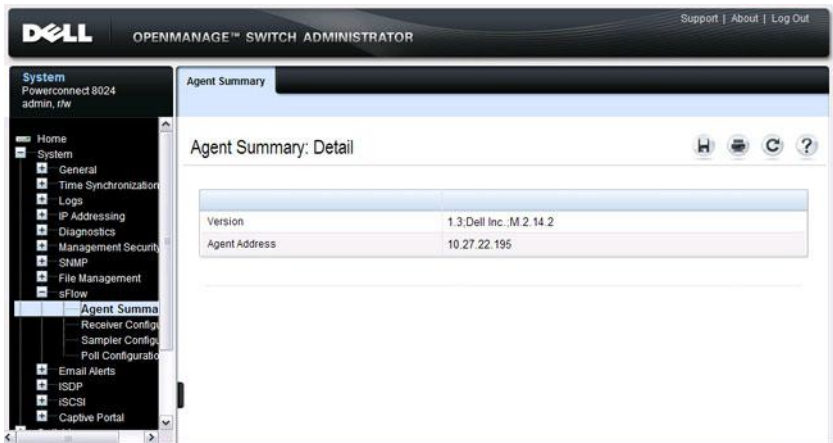 Support | About | Log Out
DELL
OPENMANAGE™ SWITCH ADMINISTRATOR
System
Powerconnect 8024
admin, r/w
Agent Summary
Home
System
General
Time Synchronization
Logs
IP Addressing
Diagnostics
Management Security
SNMP
File Management
sFlow
Agent Summa
Receiver Configu
Sampler Configu
Poll Configuratio
Email Alerts
ISDP
iSCSI
Captive Portal
Agent Summary: Detail
Version 1.3;Dell Inc.;M.2.14.2
Agent Address 10.27.22.195